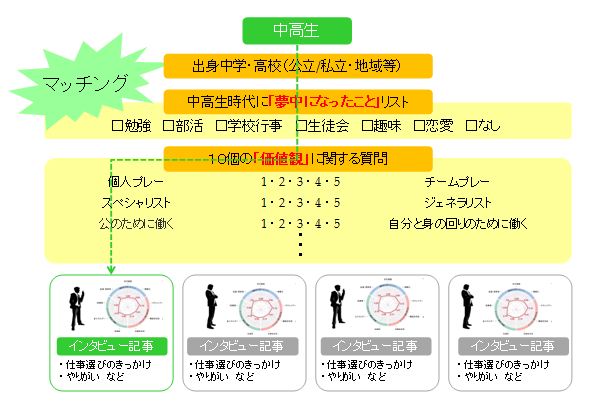 中高生
マッチング
出身中学・高校(公立/私立・地域等)
中高生時代に「夢中になったこと」リスト
□勉強 □部活 □学校行事 □生徒会 □趣味 □恋愛 □なし
10個の「価値観」に関する質問
個人プレー 1・2・3・4・5 チームプレー
スペシャリスト 1・2・3・4・5 ジェネラリスト
公のために働く 1・2・3・4・5 自分と身の回りのために働く
・
・
・
インタビュー記事
・仕事選びのきっかけ
・やりがい など
インタビュー記事
・仕事選びのきっかけ
・やりがい など
インタビュー記事
・仕事選びのきっかけ
・やりがい など
インタビュー記事
・仕事選びのきっかけ
・やりがい など